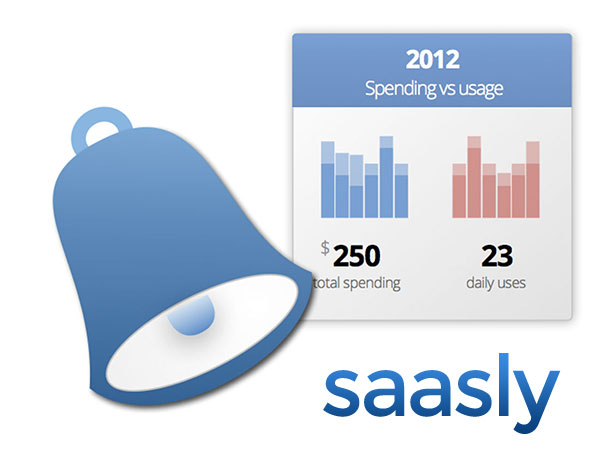 2012
Spending vs usage
$250 23
total spending daily uses
saasly